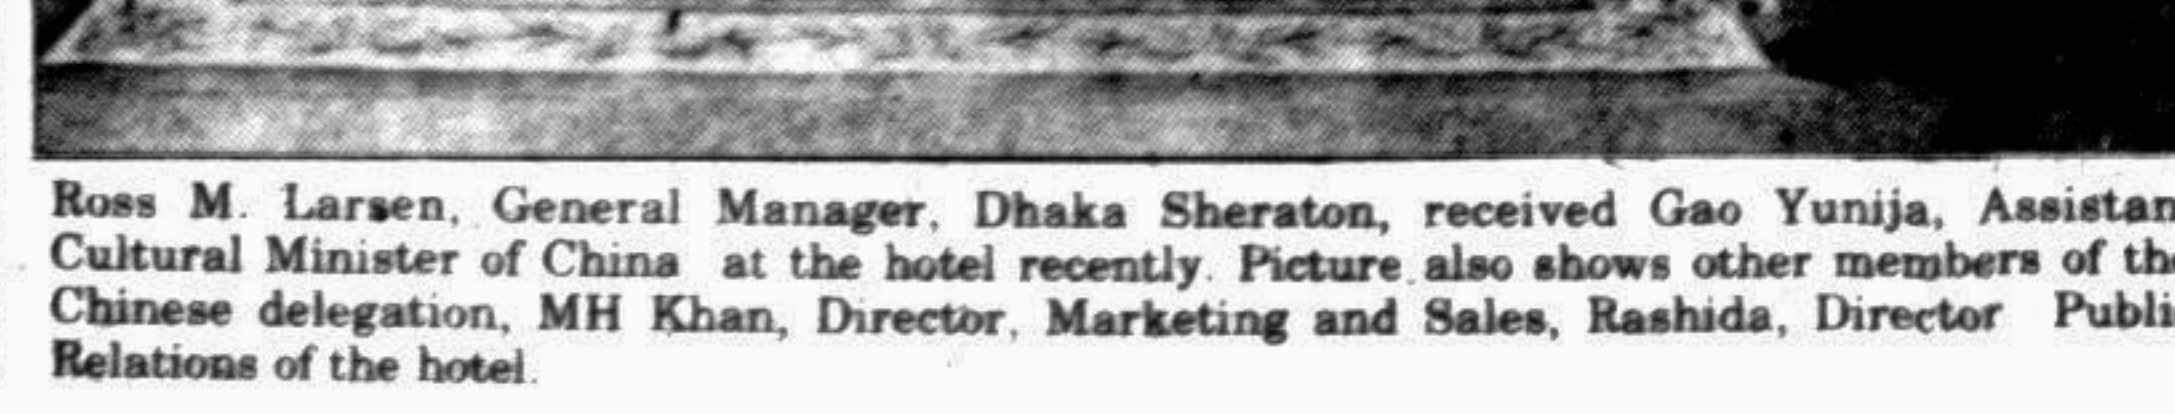 Ross M. Larsen, General Manager, Dhaka Sheraton, received Gao Yunija, Assistan
Cultural Minister of China at the hotel recently. Picture also shows other members of the
Chinese delegation, MH Khan, Director, Marketing and Sales, Rashida, Director Publi
Relations of the hotel.